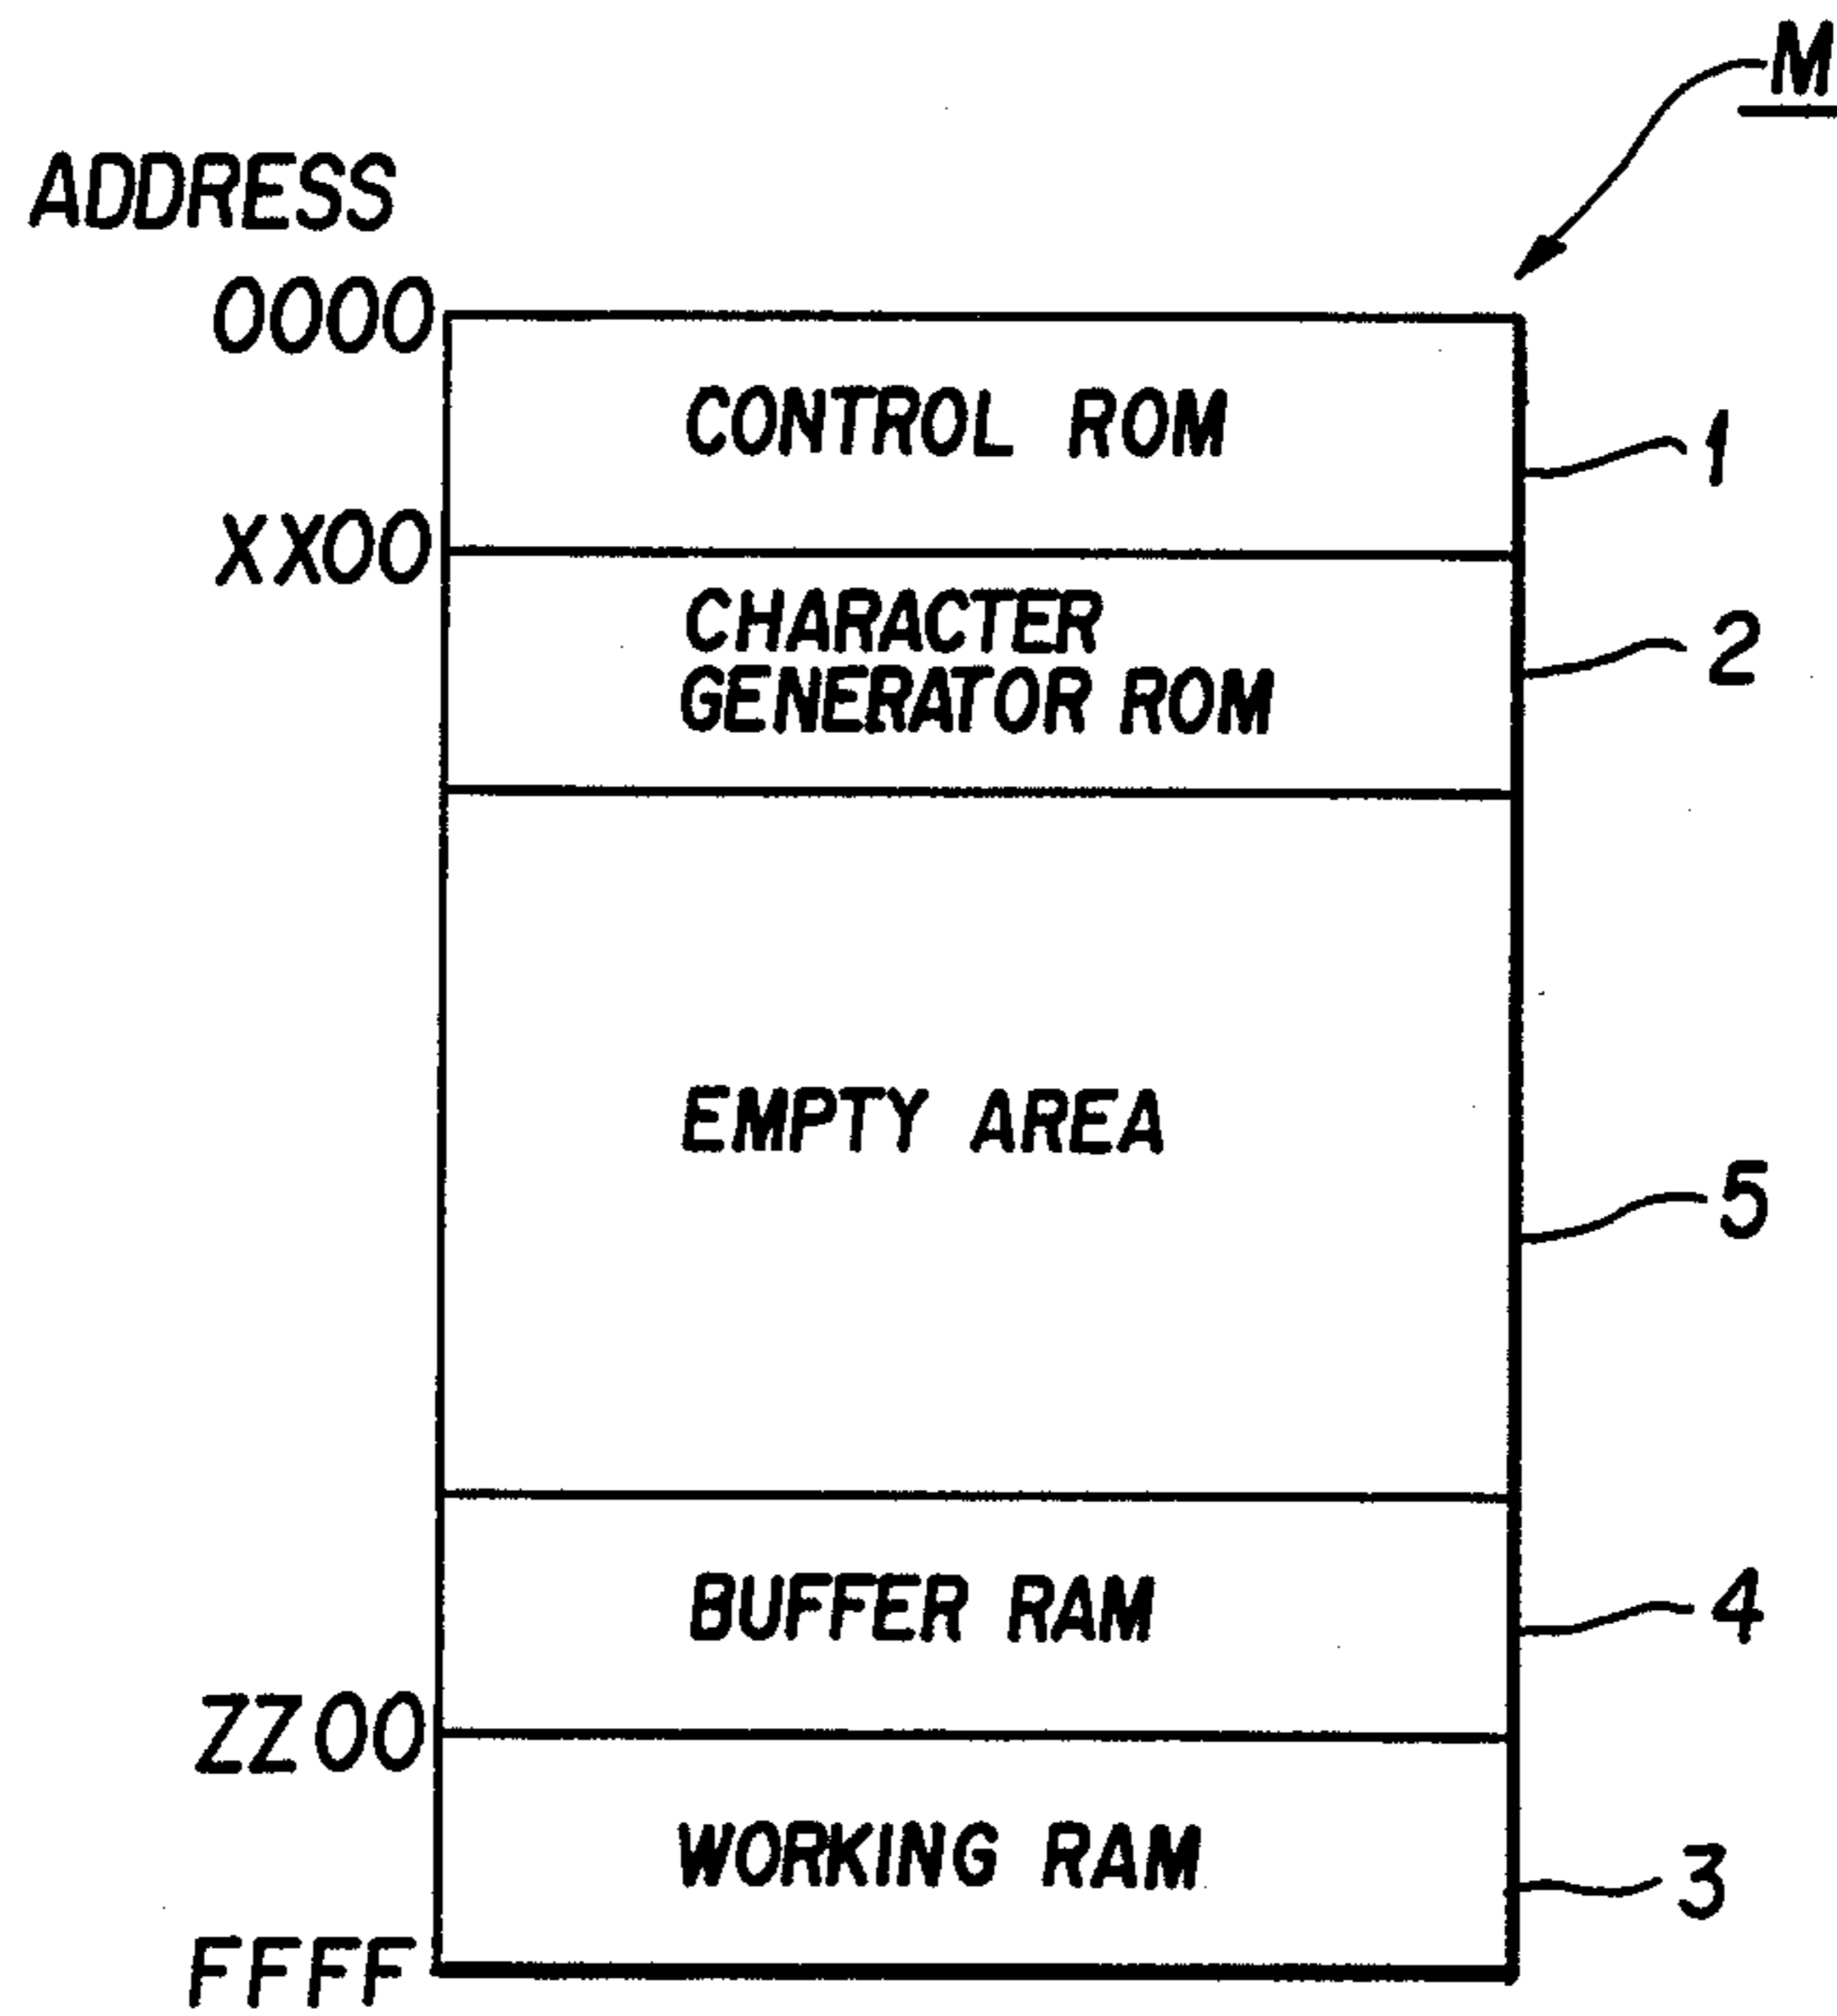 M
ADDRESS
0000
CONTROL ROM
1
XX00
CHARACTER
GENERATOR ROM
2
EMPTY AREA
5
BUFFER RAM
4
ZZ00
WORKING RAM
3
FFFF